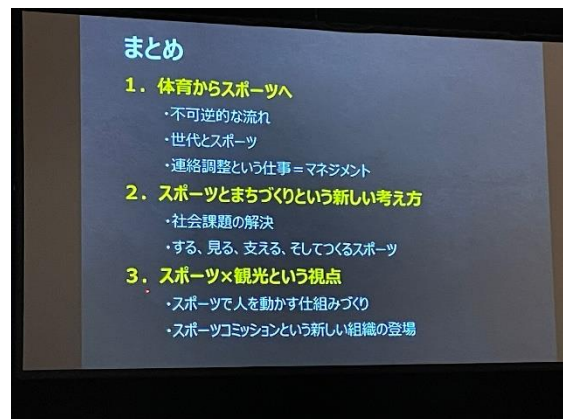 まとめ
１．体育からスポーツへ
・不可逆的な流れ
・世代とスポーツ
・連絡調整という仕事＝マネジメント
２．スポーツとまちづくりという新しい考え方
・社会課題の解決
・する、見る、支える、そしてつくるスポーツ
３．スポーツ×観光という視点
・スポーツで人を動かす仕組みづくり
・スポーツコミッションという新しい組織の登場